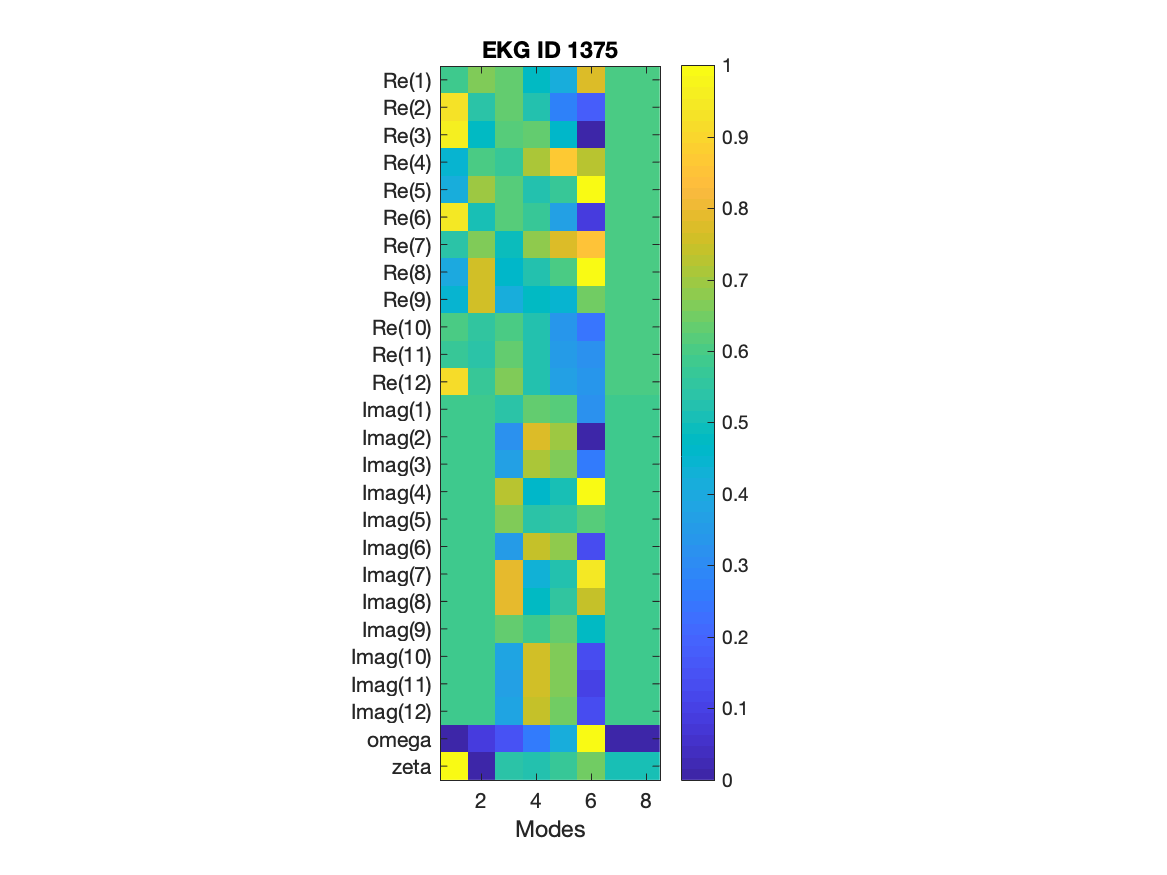 EKG ID 1375
Re(1)
Re(2)
Re(3)
Re(4)
Re(5)
Re(6)
Re(7)
Re(8)
Re(9)
Re(10)
Re(11)
Re(12)
Imag(1)
Imag(2)
Imag(3)
Imag(4)
Imag(5)
Imag(6)
Imag(7)
Imag(8)
Imag(9)
Imag(10)
Imag(11)
Imag(12)
omega
zeta
2 4 6 8
Modes
1
0.9
0.8
0.7
0.6
0.5
0.4
0.3
0.2
0.1
0